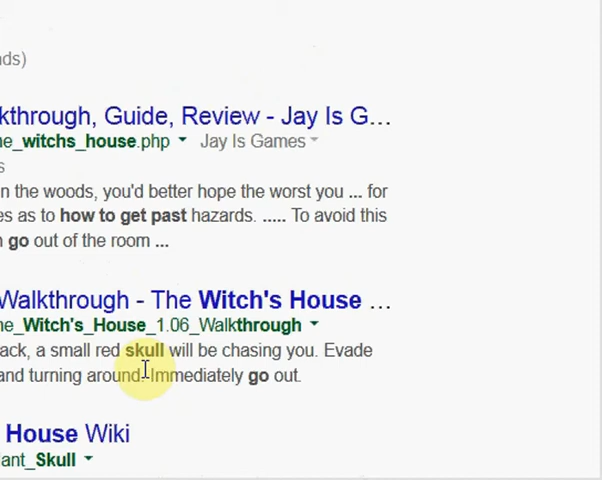 nds)
kthrough, Guide, Review - Jay Is G...
ne_witchs_house.php Jay Is Games
s
n the woods, you'd better hope the worst you ... for
es as to how to get past hazards. ..... To avoid this
n go out of the room ...
Walkthrough - The Witch's House ...
ne_Witch's_House_1.06_Walkthrough
ack, a small red skull will be chasing you. Evade
and turning around. Immediately go out.
House Wiki
iant_Skull